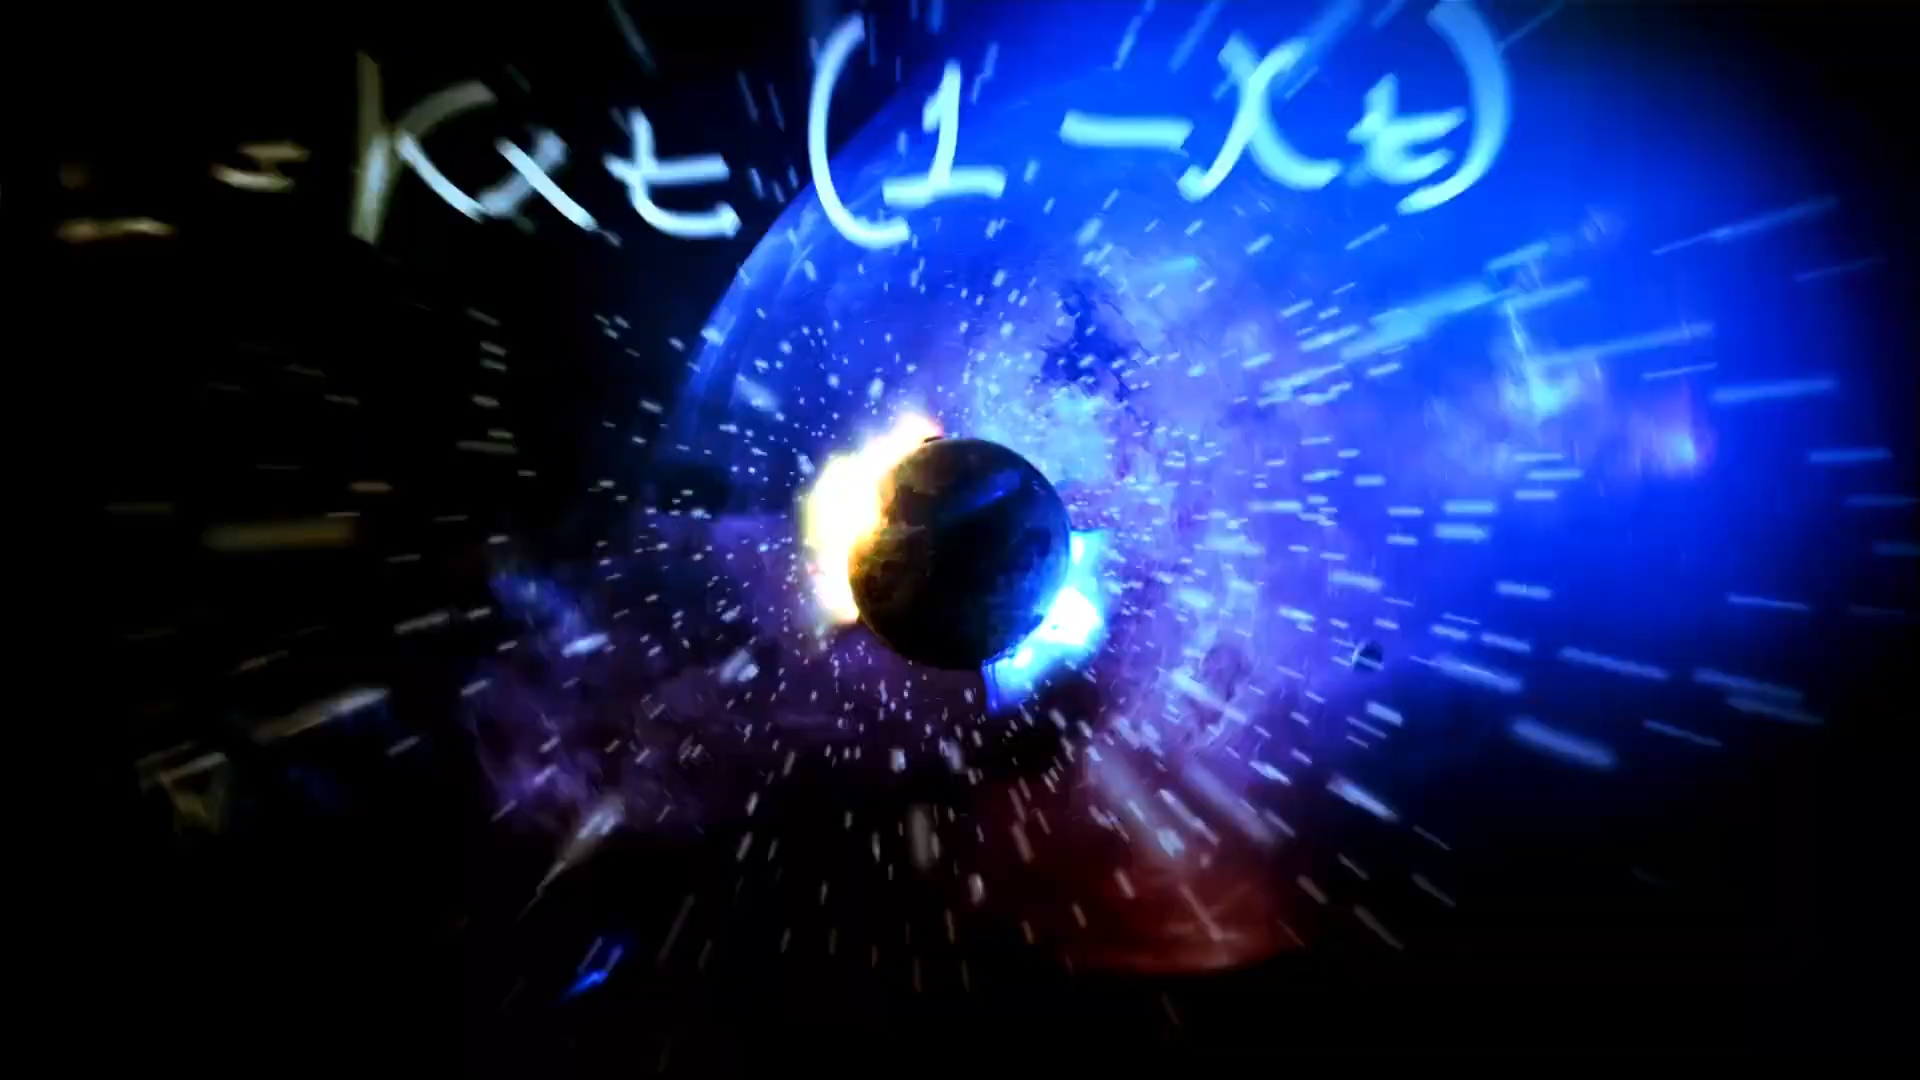 = Kxt(1-xt)